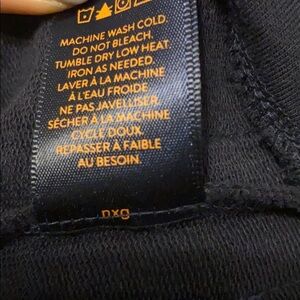 MACHINE WASH COLD.
DO NOT BLEACH.
TUMBLE DRY LOW HEAT.
IRON AS NEEDED.
LAVER À LA MACHINE
À L'EAU FROIDE.
NE PAS JAVELLISER.
SÉCHER À LA MACHINE
CYCLE DOUX.
REPASSER À FAIBLE
AU BESOIN.
nxg